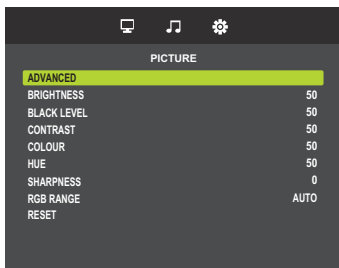 PICTURE
ADVANCED
BRIGHTNESS 50
BLACK LEVEL 50
CONTRAST 50
COLOUR 50
HUE 50
SHARPNESS 0
RGB RANGE AUTO
RESET